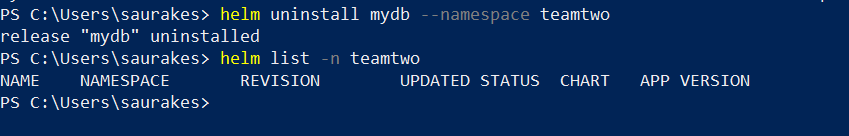 PS C:\Users\saurakes> helm uninstall mydb --namespace teamtwo
release "mydb" uninstalled
PS C:\Users\saurakes> helm list -n teamtwo
NAME    NAMESPACE       REVISION        UPDATED STATUS  CHART   APP VERSION
PS C:\Users\saurakes>